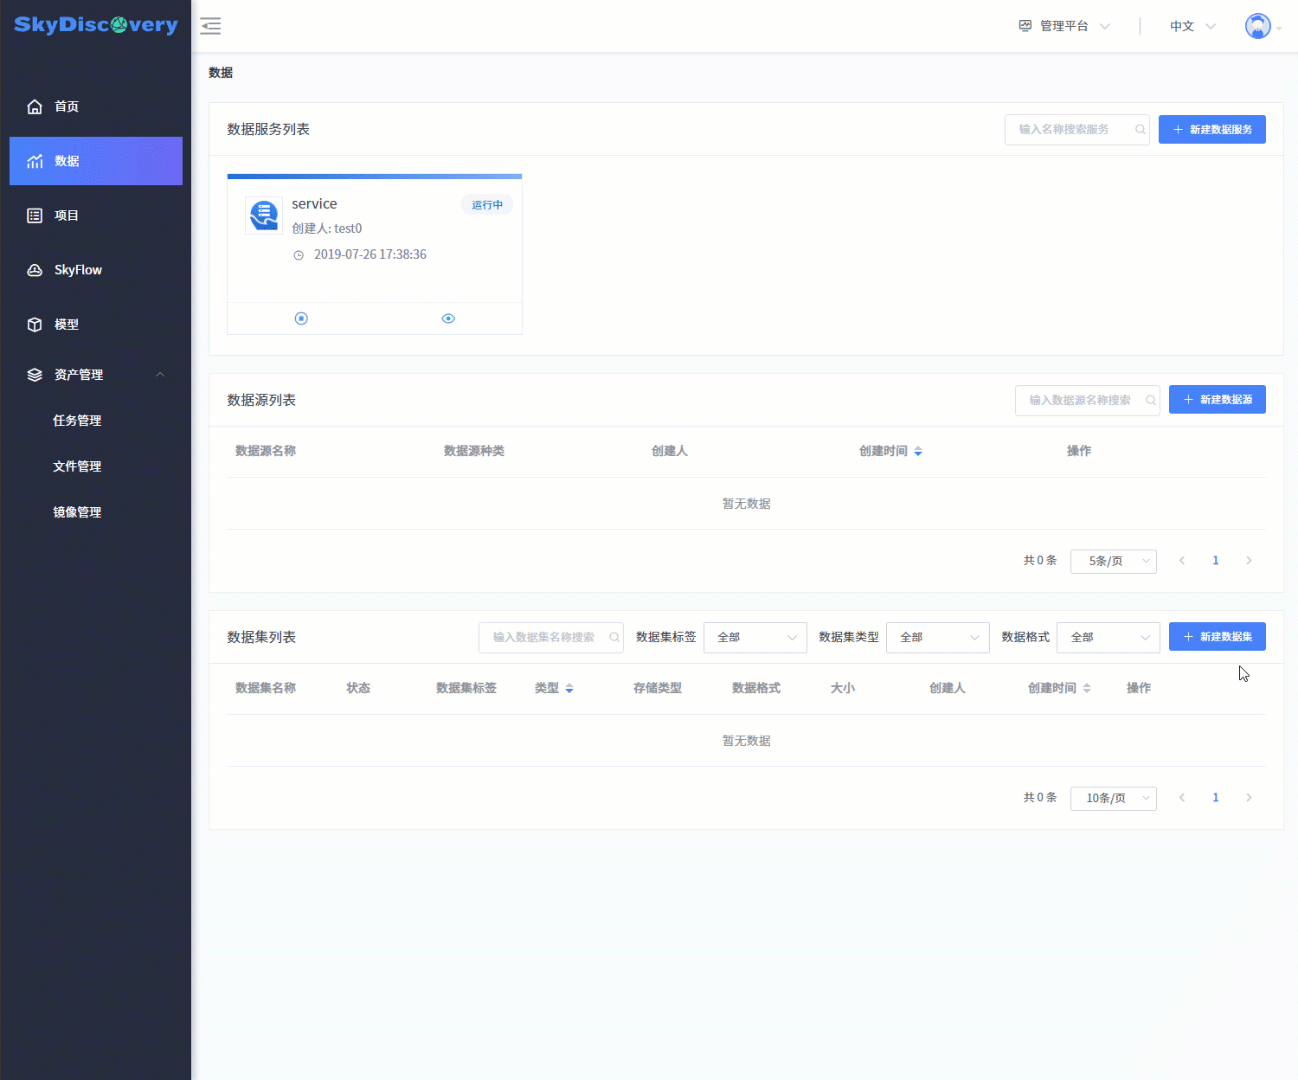 SkyDiscovery
管理平台
中文
首页
数据
项目
SkyFlow
模型
资产管理
任务管理
文件管理
镜像管理
数据
数据服务列表
输入名称搜索服务
新建数据服务
service
运行中
创建人: test0
2019-07-26 17:38:36
数据源列表
输入数据源名称搜索
新建数据源
数据源名称 数据源种类 创建人 创建时间 操作
暂无数据
共 0 条 5条/页 1
数据集列表
输入数据集名称搜索 数据集标签 全部 数据集类型 全部 数据格式 全部
新建数据集
数据集名称 状态 数据集标签 类型 存储类型 数据格式 大小 创建人 创建时间 操作
暂无数据
共 0 条 10条/页 1